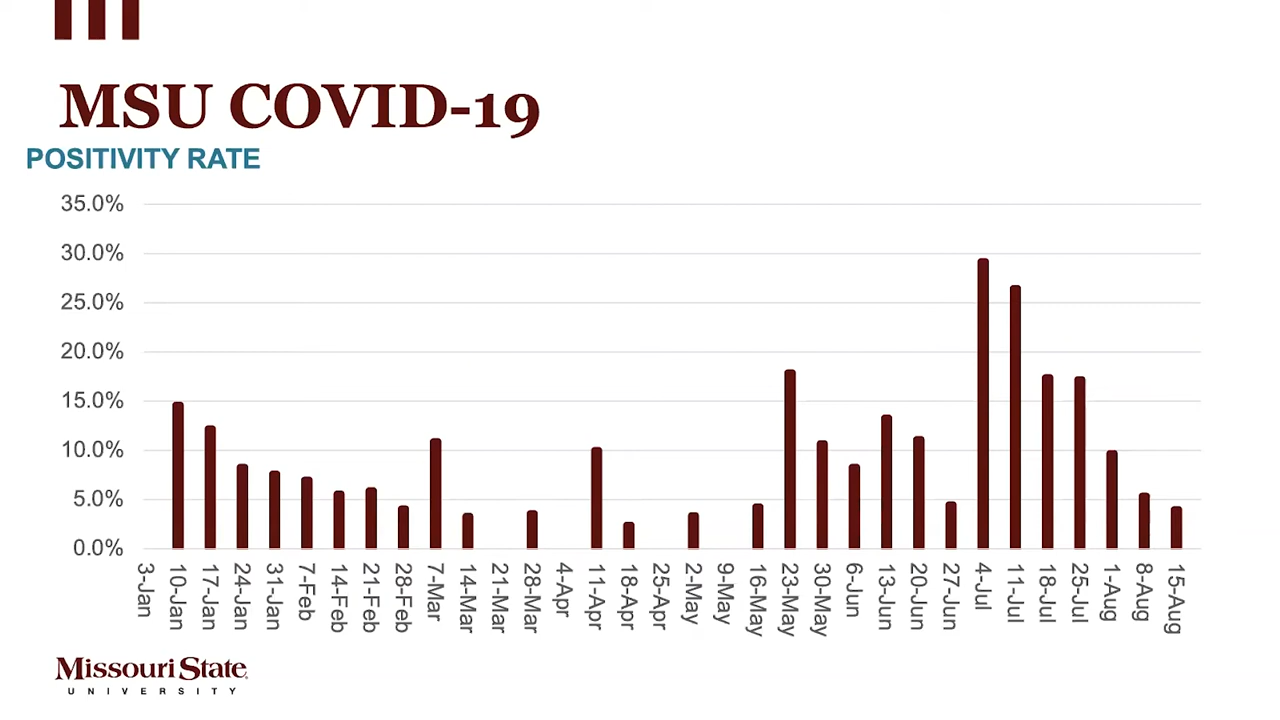 MSU COVID-19
POSITIVITY RATE
35.0%
30.0%
25.0%
20.0%
15.0%
10.0%
5.0%
0.0%
3-Jan
10-Jan
17-Jan
24-Jan
31-Jan
7-Feb
14-Feb
21-Feb
28-Feb
7-Mar
14-Mar
21-Mar
28-Mar
4-Apr
11-Apr
18-Apr
25-Apr
2-May
9-May
16-May
23-May
30-May
6-Jun
13-Jun
20-Jun
27-Jun
4-Jul
11-Jul
18-Jul
25-Jul
1-Aug
8-Aug
15-Aug
Missouri State
UNIVERSITY